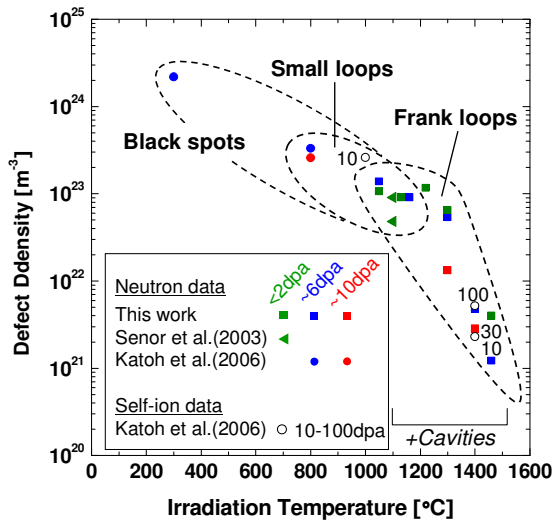 10^25
10^24
10^23
10^22
10^21
10^20
Defect Ddensity [m^-3]
Small loops
Black spots
Frank loops
10
100
30
10
+Cavities
Neutron data
<2dpa
~6dpa
~10dpa
This work
Senor et al.(2003)
Katoh et al.(2006)
Self-ion data
Katoh et al.(2006) 10-100dpa
0 200 400 600 800 1000 1200 1400 1600
Irradiation Temperature [°C]